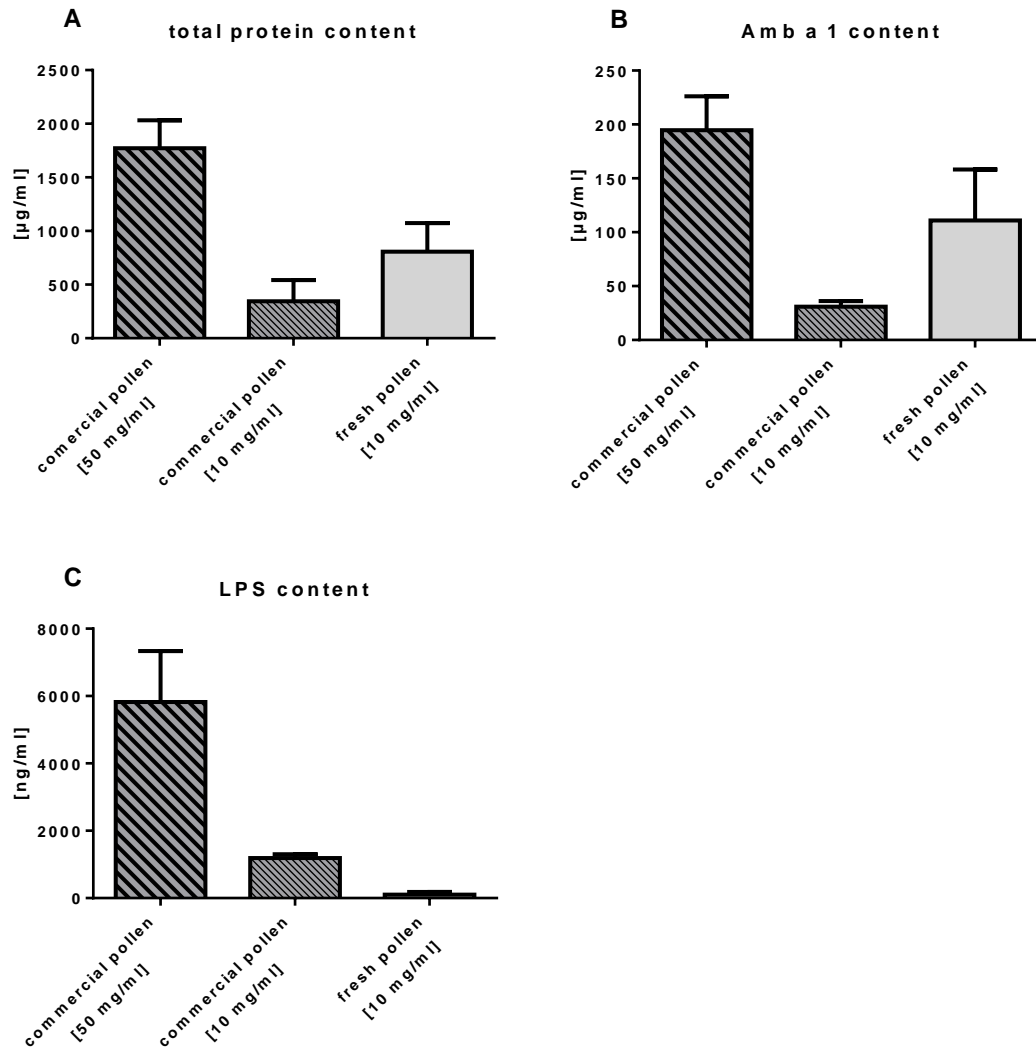 A
total protein content
2500
2000
1500
1000
500
0
[µg/ml]
comercial pollen
[50 mg/ml]
commercial pollen
[10 mg/ml]
fresh pollen
[10 mg/ml]
B
Amb a 1 content
250
200
150
100
50
0
[µg/ml]
commercial pollen
[50 mg/ml]
commercial pollen
[10 mg/ml]
fresh pollen
[10 mg/ml]
C
LPS content
8000
6000
4000
2000
0
[ng/ml]
commercial pollen
[50 mg/ml]
commercial pollen
[10 mg/ml]
fresh pollen
[10 mg/ml]